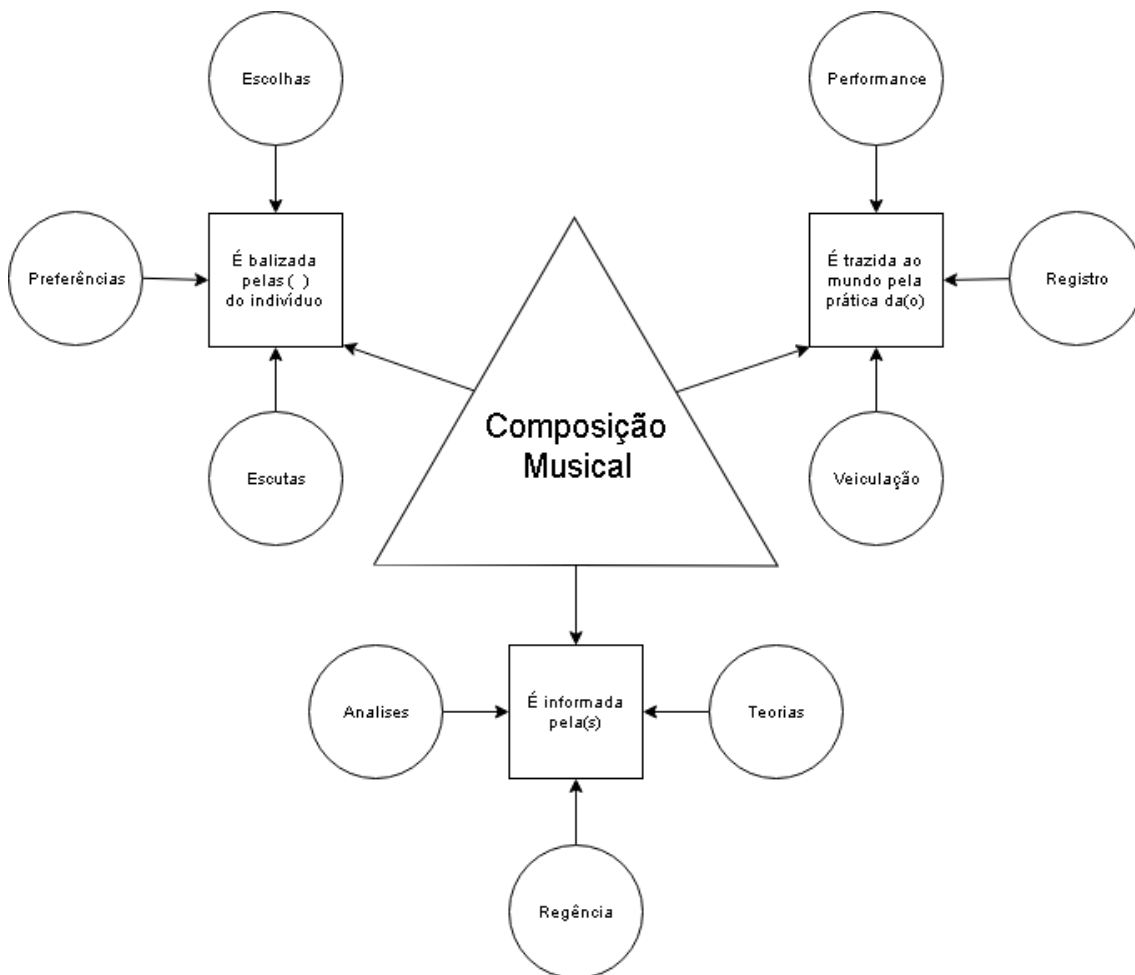 Escolhas
Performance
Preferências
É balizada
pelas ( )
do indivíduo
É trazida ao
mundo pela
prática da(o)
Registro
Composição
Musical
Escutas
Veiculação
Analises
É informada
pela(s)
Teorias
Regência